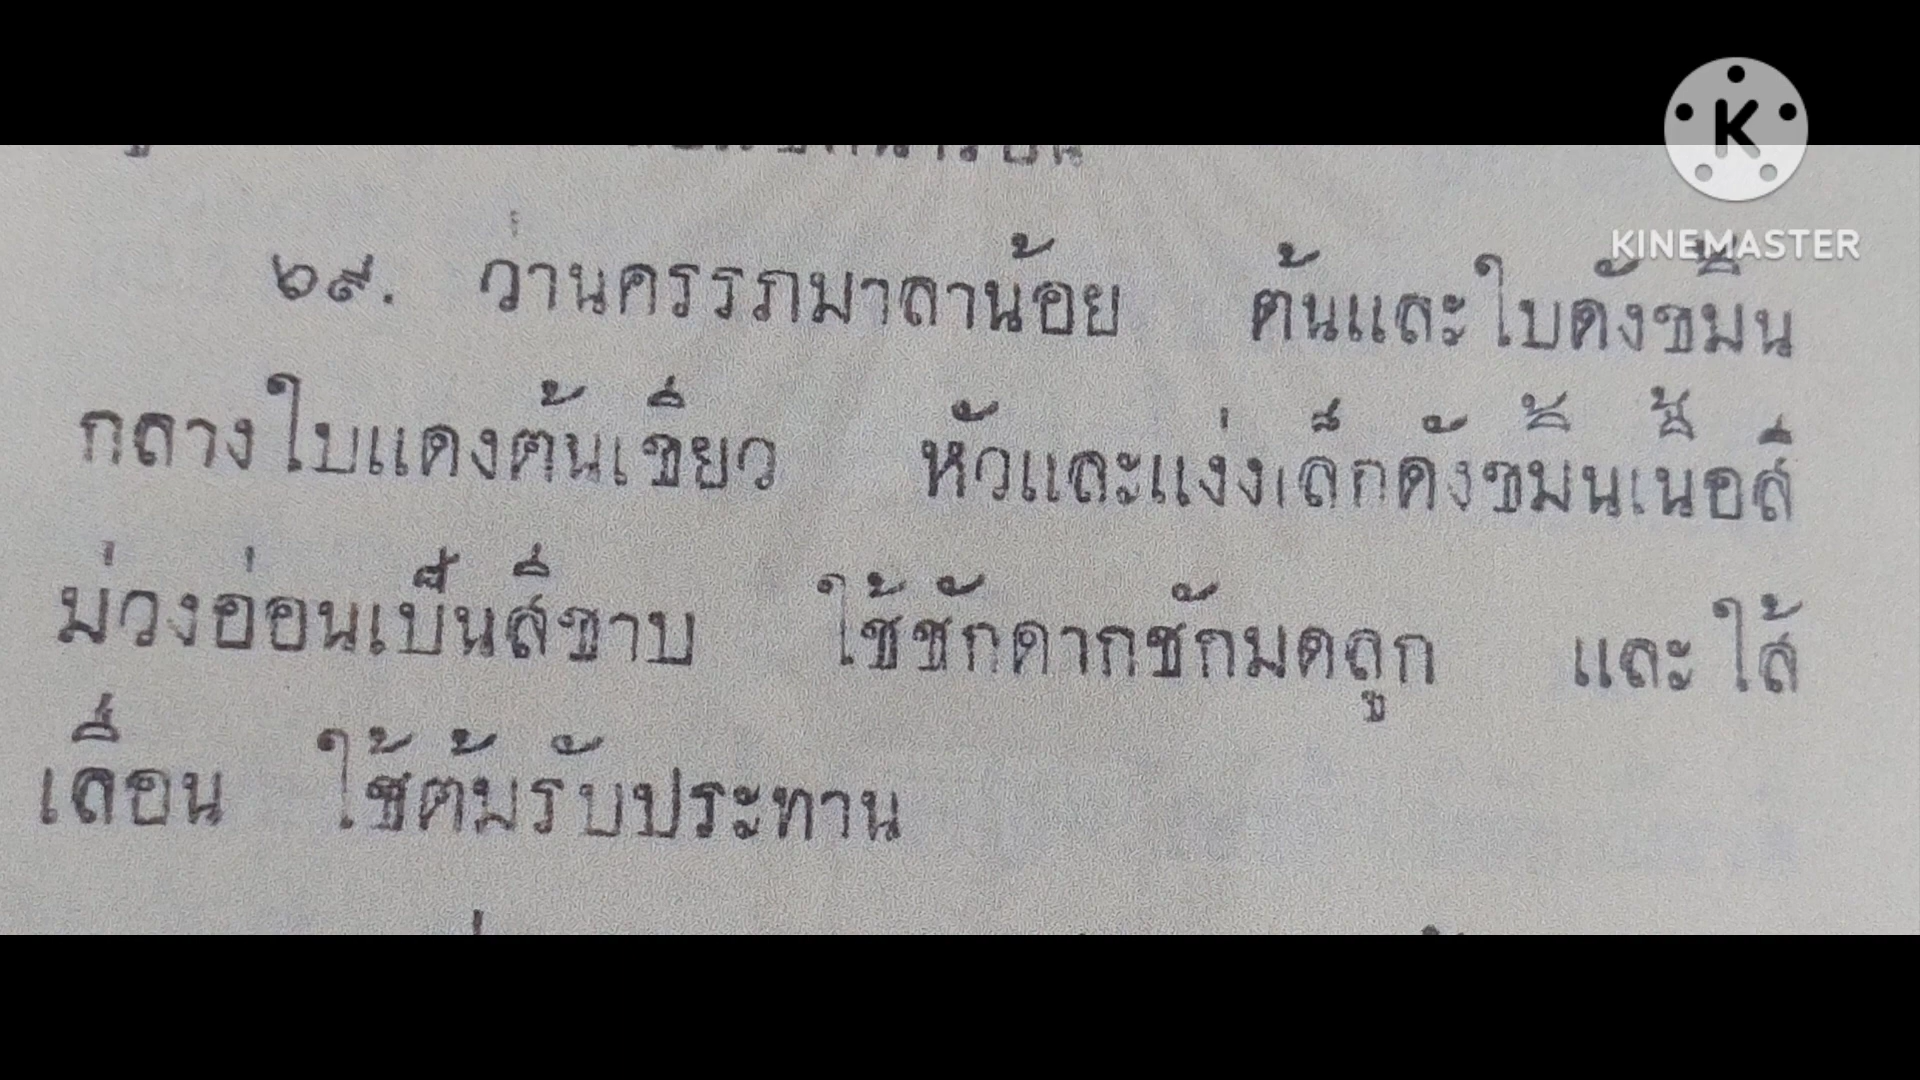 KINEMASTER
๖๙. ว่านครรภมาลาน้อย ต้นและใบดังขมิ้น
กลางใบแดงต้นเขียว หัวและแง่งเล็กดังขมิ้นเนื้อสี
ม่วงอ่อนเป็นสีชาบ ใช้ชักดากชักมดลูก และใส้
เลื่อน ใช้ต้มรับประทาน